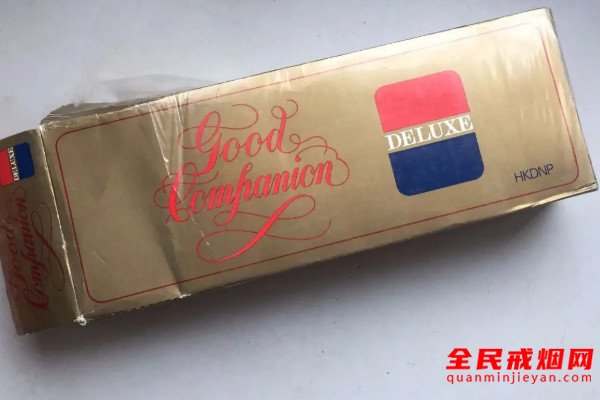 Good
Companion
DELUXE
HKDNP
DELUXE
Good
Companion
全民戒烟网
quanminjieyan.com